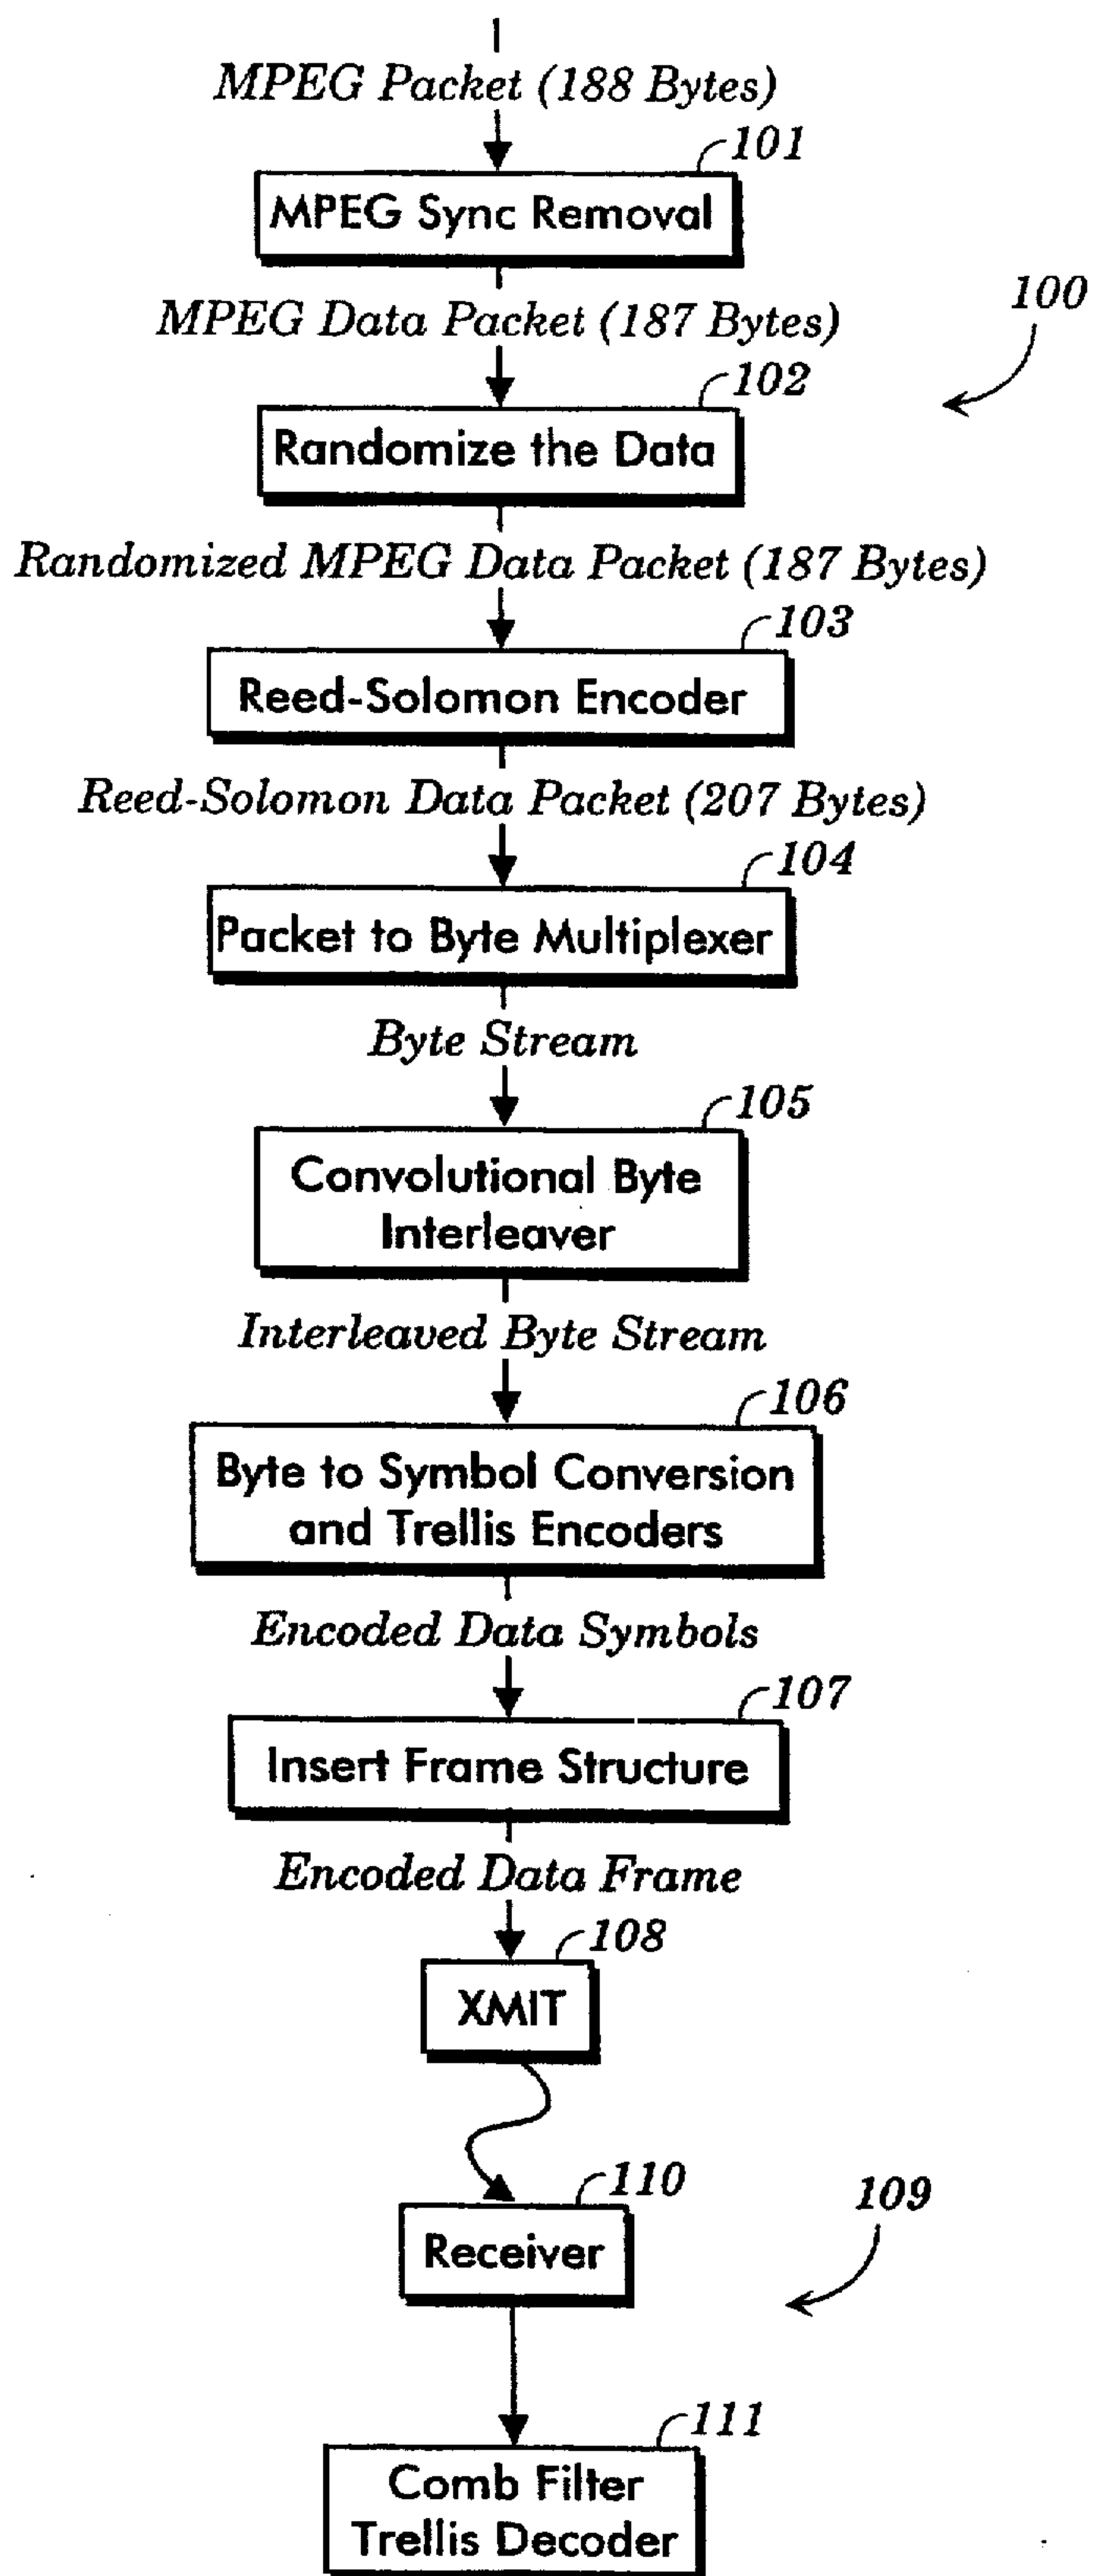 MPEG Packet (188 Bytes)
101
MPEG Sync Removal
MPEG Data Packet (187 Bytes)
100
102
Randomize the Data
Randomized MPEG Data Packet (187 Bytes)
103
Reed-Solomon Encoder
Reed-Solomon Data Packet (207 Bytes)
104
Packet to Byte Multiplexer
Byte Stream
105
Convolutional Byte
Interleaver
Interleaved Byte Stream
106
Byte to Symbol Conversion
and Trellis Encoders
Encoded Data Symbols
107
Insert Frame Structure
Encoded Data Frame
108
XMIT
110
109
Receiver
111
Comb Filter
Trellis Decoder